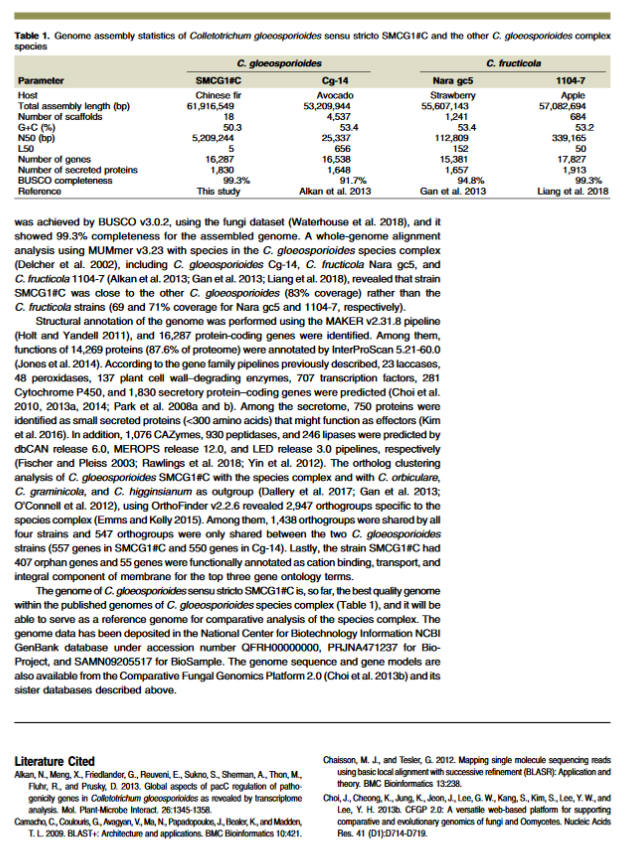 Table 1. Genome assembly statistics of Colletotrichum gloeosporioides sensu stricto SMCG1#C and the other C. gloeosporioides complex
species
C. gloeosporioides C. fructicola
Parameter SMCG1#C Cg-14 Nara gc5 1104-7
Host Chinese fir Avocado Strawberry Apple
Total assembly length (bp) 61,916,549 53,209,944 55,607,143 57,082,694
Number of scaffolds 18 4,537 1,241 684
G+C (%) 50.3 53.4 53.4 53.2
N50 (bp) 5,209,244 25,337 112,809 339,165
L50 5 656 152 50
Number of genes 16,287 16,538 15,381 17,827
Number of secreted proteins 1,830 1,648 1,657 1,913
BUSCO completeness 99.3% 91.7% 94.8% 99.3%
Reference This study Alkan et al. 2013 Gan et al. 2013 Liang et al. 2018
was achieved by BUSCO v3.0.2, using the fungi dataset (Waterhouse et al. 2018), and it
showed 99.3% completeness for the assembled genome. A whole-genome alignment
analysis using MUMmer v3.23 with species in the C. gloeosporioides species complex
(Delcher et al. 2002), including C. gloeosporioides Cg-14, C. fructicola Nara gc5, and
C. fructicola 1104-7 (Alkan et al. 2013; Gan et al. 2013; Liang et al. 2018), revealed that strain
SMCG1#C was close to the other C. gloeosporioides (83% coverage) rather than the
C. fructicola strains (69 and 71% coverage for Nara gc5 and 1104-7, respectively).
Structural annotation of the genome was performed using the MAKER v2.31.8 pipeline
(Holt and Yandell 2011), and 16,287 protein-coding genes were identified. Among them,
functions of 14,269 proteins (87.6% of proteome) were annotated by InterProScan 5.21-60.0
(Jones et al. 2014). According to the gene family pipelines previously described, 23 laccases,
48 peroxidases, 137 plant cell wall–degrading enzymes, 707 transcription factors, 281
Cytochrome P450, and 1,830 secretory protein–coding genes were predicted (Choi et al.
2010, 2013a, 2014; Park et al. 2008a and b). Among the secretome, 750 proteins were
identified as small secreted proteins (<300 amino acids) that might function as effectors (Kim
et al. 2016). In addition, 1,076 CAZymes, 930 peptidases, and 246 lipases were predicted by
dbCAN release 6.0, MEROPS release 12.0, and LED release 3.0 pipelines, respectively
(Fischer and Pleiss 2003; Rawlings et al. 2018; Yin et al. 2012). The ortholog clustering
analysis of C. gloeosporioides SMCG1#C with the species complex and with C. orbiculare,
C. graminicola, and C. higginsianum as outgroup (Dallery et al. 2017; Gan et al. 2013;
O'Connell et al. 2012), using OrthoFinder v2.2.6 revealed 2,947 orthogroups specific to the
species complex (Emms and Kelly 2015). Among them, 1,438 orthogroups were shared by all
four strains and 547 orthogroups were only shared between the two C. gloeosporioides
strains (557 genes in SMCG1#C and 550 genes in Cg-14). Lastly, the strain SMCG1#C had
407 orphan genes and 55 genes were functionally annotated as cation binding, transport, and
integral component of membrane for the top three gene ontology terms.
The genome of C. gloeosporioides sensu stricto SMCG1#C is, so far, the best quality genome
within the published genomes of C. gloeosporioides species complex (Table 1), and it will be
able to serve as a reference genome for comparative analysis of the species complex. The
genome data has been deposited in the National Center for Biotechnology Information NCBI
GenBank database under accession number QFRH00000000, PRJNA471237 for Bio-
Project, and SAMN09205517 for BioSample. The genome sequence and gene models are
also available from the Comparative Fungal Genomics Platform 2.0 (Choi et al. 2013b) and its
sister databases described above.
Literature Cited
Alkan, N., Meng, X., Friedlander, G., Reuveni, E., Sukno, S., Sherman, A., Thon, M.,
Fluhr, R., and Prusky, D. 2013. Global aspects of pacC regulation of patho-
genicity genes in Colletotrichum gloeosporioides as revealed by transcriptome
analysis. Mol. Plant-Microbe Interact. 26:1345-1358.
Camacho, C., Coulouris, G., Avagyan, V., Ma, N., Papadopoulos, J., Bealer, K., and Madden,
T. L. 2009. BLAST+: Architecture and applications. BMC Bioinformatics 10:421.
Chaisson, M. J., and Tesler, G. 2012. Mapping single molecule sequencing reads
using basic local alignment with successive refinement (BLASR): Application and
theory. BMC Bioinformatics 13:238.
Choi, J., Cheong, K., Jung, K., Jeon, J., Lee, G. W., Kang, S., Kim, S., Lee, Y. W., and
Lee, Y. H. 2013b. CFGP 2.0: A versatile web-based platform for supporting
comparative and evolutionary genomics of fungi and Oomycetes. Nucleic Acids
Res. 41 (D1):D714-D719.